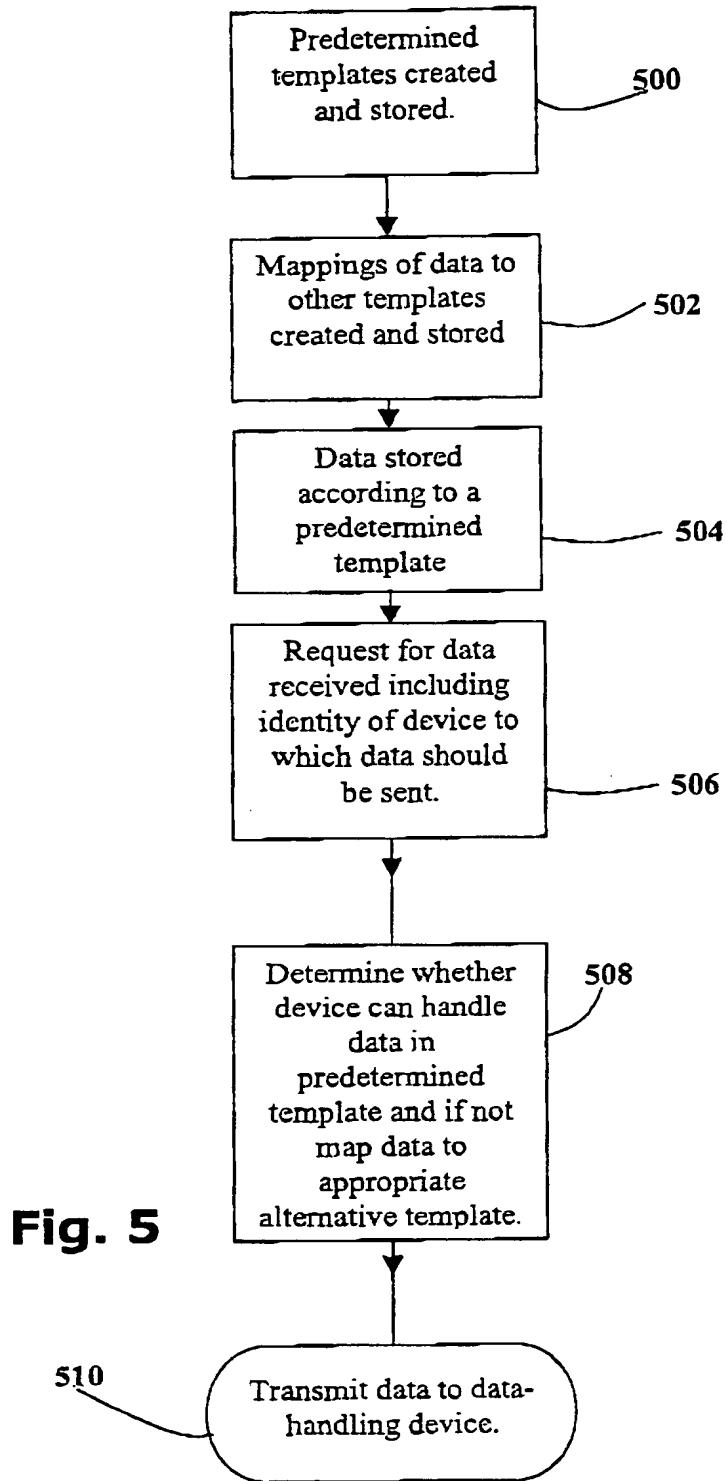 Predetermined
templates created
and stored.
500
Mappings of data to
other templates
created and stored
502
Data stored
according to a
predetermined
template
504
Request for data
received including
identity of device to
which data should
be sent.
506
Determine whether
device can handle
data in
predetermined
template and if not
map data to
appropriate
alternative template.
508
Fig. 5
510
Transmit data to data-
handling device.